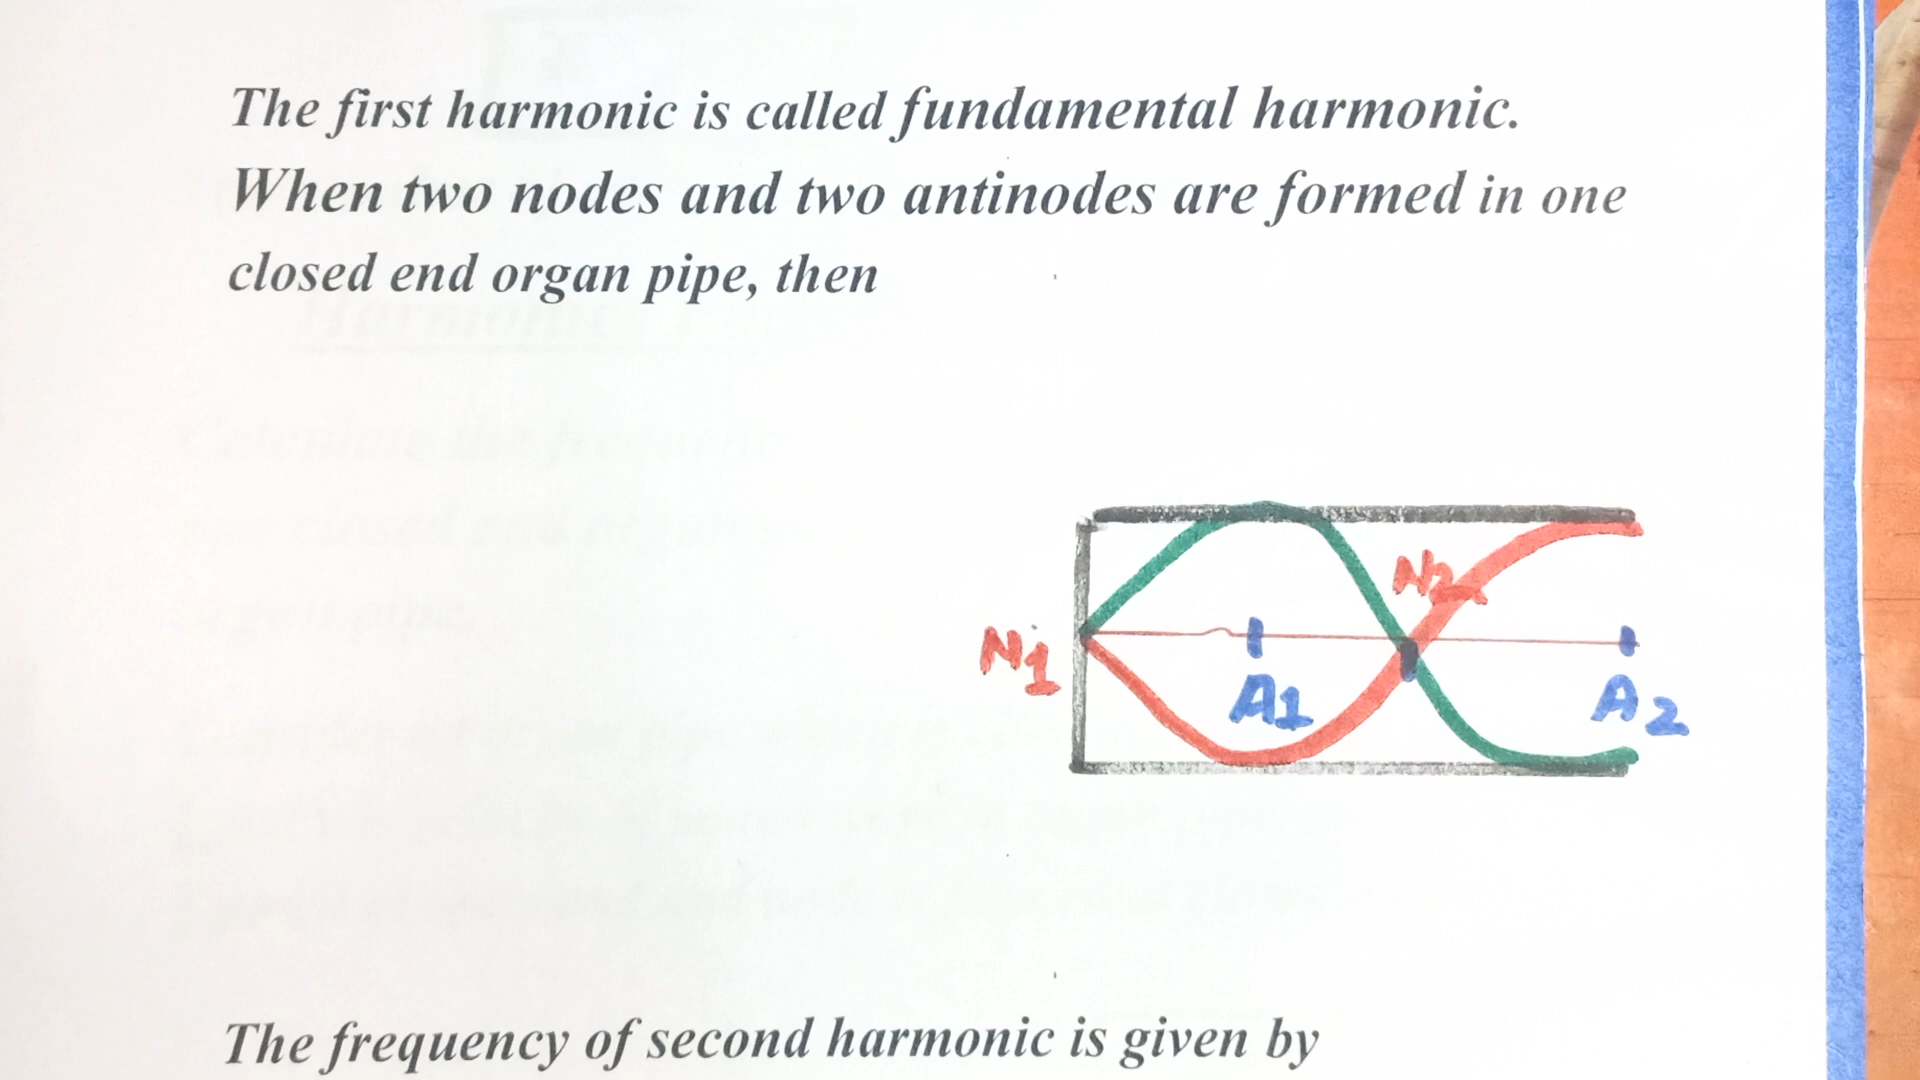 The first harmonic is called fundamental harmonic.
When two nodes and two antinodes are formed in one
closed end organ pipe, then
N2
N1
A1
A2
The frequency of second harmonic is given by